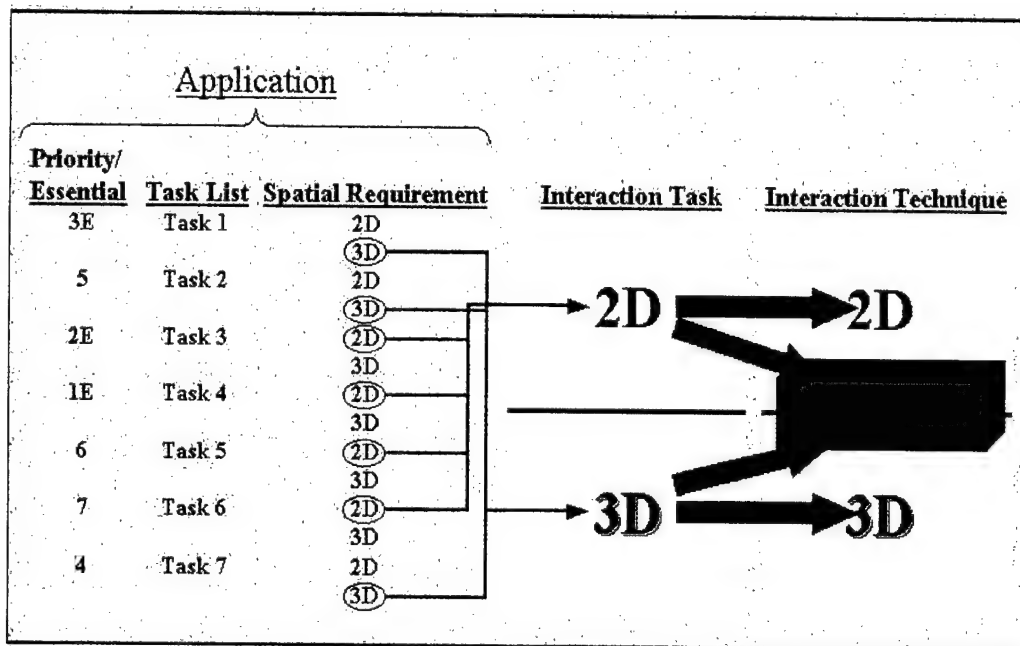 Application
Priority/
Essential Task List Spatial Requirement Interaction Task Interaction Technique
3E Task 1 2D
3D
5 Task 2 2D
3D
2D 2D
2E Task 3 2D
3D
1E Task 4 2D
3D
6 Task 5 2D
3D
3D 3D
7 Task 6 2D
3D
4 Task 7 2D
3D